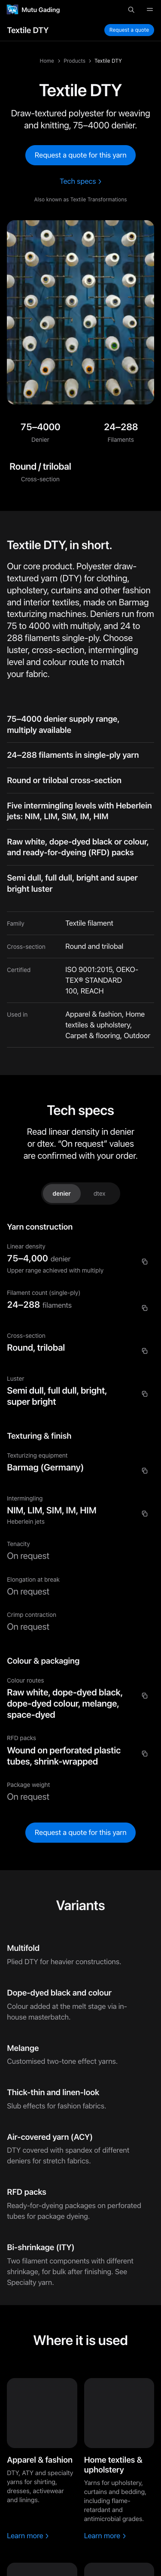 Mutu Gading
Textile DTY
Request a quote
Home > Products > Textile DTY
Textile DTY
Draw-textured polyester for weaving
and knitting, 75–4000 denier.
Request a quote for this yarn
Tech specs >
Also known as Textile Transformations
75–4000
Denier
24–288
Filaments
Round / trilobal
Cross-section
Textile DTY, in short.
Our core product. Polyester draw-
textured yarn (DTY) for clothing,
upholstery, curtains and other fashion
and interior textiles, made on Barmag
texturizing machines. Deniers run from
75 to 4000 with multiply, and 24 to
288 filaments single-ply. Choose
luster, cross-section, intermingling
level and colour route to match
your fabric.
75–4000 denier supply range,
multiply available
24–288 filaments in single-ply yarn
Round or trilobal cross-section
Five intermingling levels with Heberlein
jets: NIM, LIM, SIM, IM, HIM
Raw white, dope-dyed black or colour,
and ready-for-dyeing (RFD) packs
Semi dull, full dull, bright and super
bright luster
Family
Textile filament
Cross-section
Round and trilobal
Certified
ISO 9001:2015, OEKO-
TEX® STANDARD
100, REACH
Used in
Apparel & fashion, Home
textiles & upholstery,
Carpet & flooring, Outdoor
Tech specs
Read linear density in denier
or dtex. “On request” values
are confirmed with your order.
denier
dtex
Yarn construction
Linear density
75–4,000 denier
Upper range achieved with multiply
Filament count (single-ply)
24–288 filaments
Cross-section
Round, trilobal
Luster
Semi dull, full dull, bright,
super bright
Texturing & finish
Texturizing equipment
Barmag (Germany)
Intermingling
NIM, LIM, SIM, IM, HIM
Heberlein jets
Tenacity
On request
Elongation at break
On request
Crimp contraction
On request
Colour & packaging
Colour routes
Raw white, dope-dyed black,
dope-dyed colour, melange,
space-dyed
RFD packs
Wound on perforated plastic
tubes, shrink-wrapped
Package weight
On request
Request a quote for this yarn
Variants
Multifold
Plied DTY for heavier constructions.
Dope-dyed black and colour
Colour added at the melt stage via in-
house masterbatch.
Melange
Customised two-tone effect yarns.
Thick-thin and linen-look
Slub effects for fashion fabrics.
Air-covered yarn (ACY)
DTY covered with spandex of different
deniers for stretch fabrics.
RFD packs
Ready-for-dyeing packages on perforated
tubes for package dyeing.
Bi-shrinkage (ITY)
Two filament components with different
shrinkage, for bulk after finishing. See
Specialty yarn.
Where it is used
Apparel & fashion
DTY, ATY and specialty
yarns for shirting,
dresses, activewear
and linings.
Learn more >
Home textiles &
upholstery
Yarns for upholstery,
curtains and bedding,
including flame-
retardant and
antimicrobial grades.
Learn more >